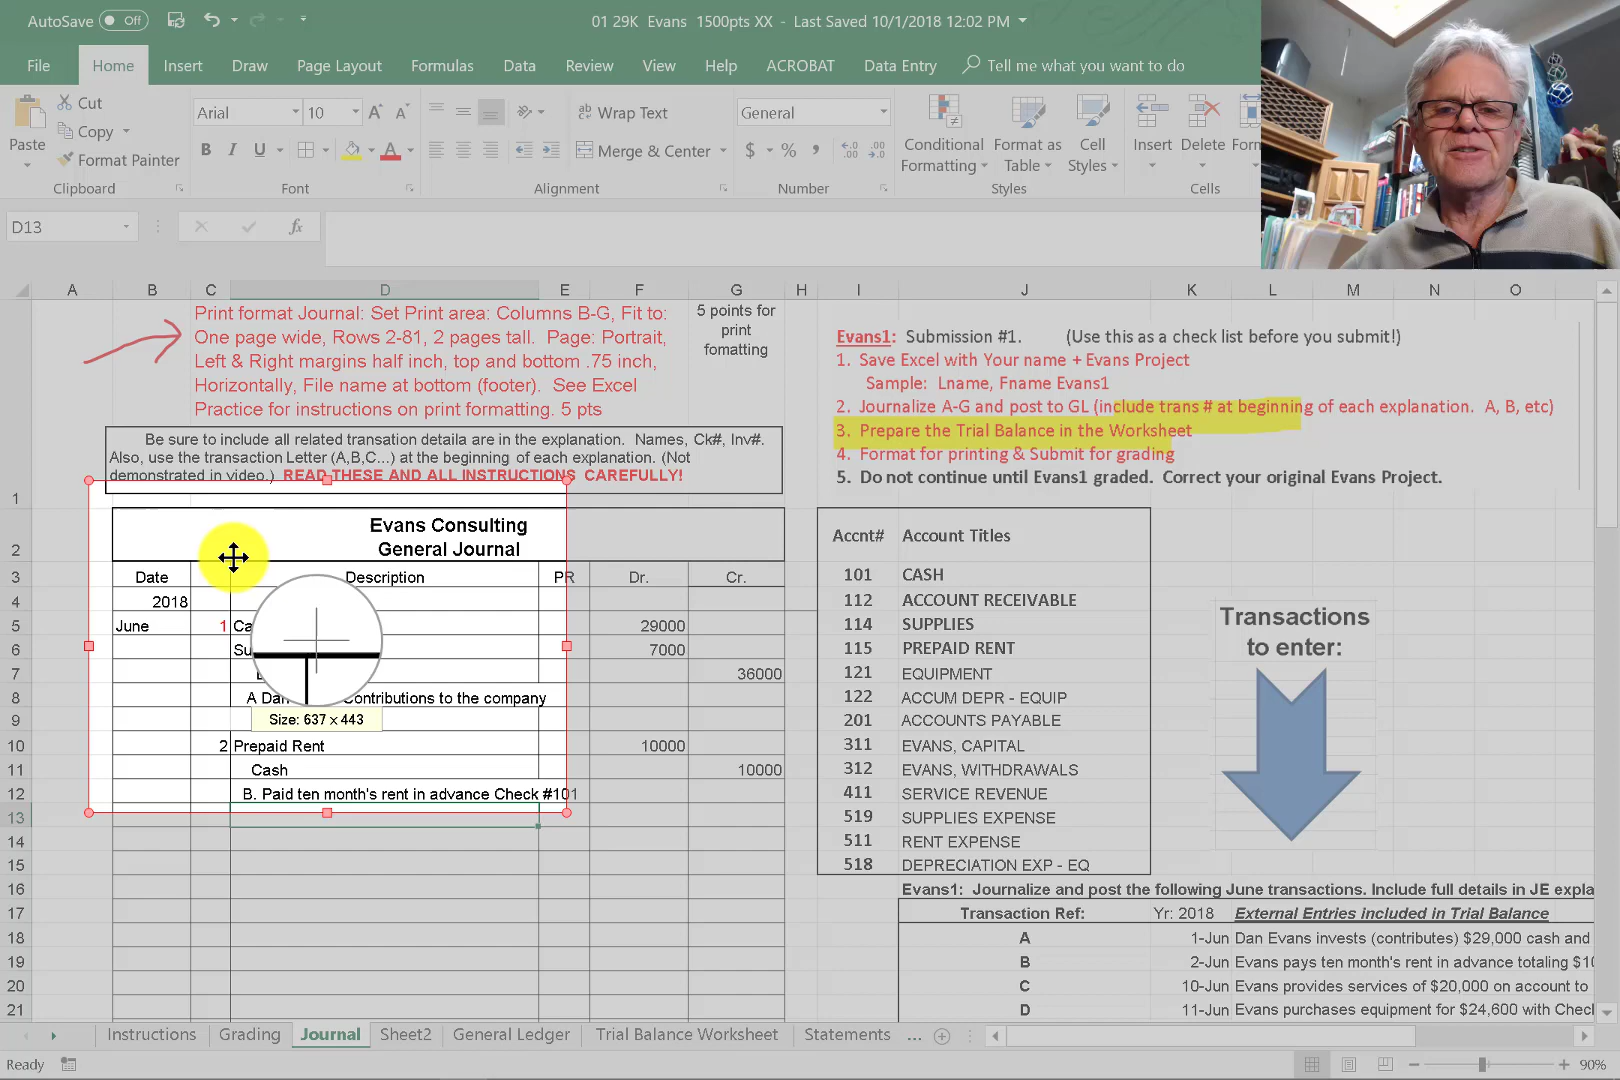 AutoSave Off
01 29K Evans 1500pts XX - Last Saved 10/1/2018 12:02 PM
File Home Insert Draw Page Layout Formulas Data Review View Help ACROBAT Data Entry Tell me what you want to do
Paste
Cut
Copy
Format Painter
Clipboard
Arial 10
B I U
Font
Wrap Text
Merge & Center
Alignment
General
$ % ,
Number
Conditional Formatting
Format as Table
Cell Styles
Styles
Insert Delete
Cells
D13
fx
A B C D E F G H I J K L M N O
Print format Journal: Set Print area: Columns B-G, Fit to:
One page wide, Rows 2-81, 2 pages tall. Page: Portrait,
Left & Right margins half inch, top and bottom .75 inch,
Horizontally, File name at bottom (footer). See Excel
Practice for instructions on print formatting. 5 pts
5 points for
print
fomatting
Be sure to include all related transation detaila are in the explanation. Names, Ck#, Inv#.
Also, use the transaction Letter (A,B,C...) at the beginning of each explanation. (Not
demonstrated in video.) READ THESE AND ALL INSTRUCTIONS CAREFULLY!
Evans1: Submission #1. (Use this as a check list before you submit!)
1. Save Excel with Your name + Evans Project
Sample: Lname, Fname Evans1
2. Journalize A-G and post to GL (include trans # at beginning of each explanation. A, B, etc)
3. Prepare the Trial Balance in the Worksheet
4. Format for printing & Submit for grading
5. Do not continue until Evans1 graded. Correct your original Evans Project.
1
2 Evans Consulting
General Journal
3 Date Description PR Dr. Cr.
4 2018
5 June 1 29000
6 7000
7 36000
8 A contributions to the company
9
10 2 Prepaid Rent 10000
11 Cash 10000
12 B. Paid ten month's rent in advance Check #101
13
14
15
16
17
18
19
20
21
Size: 637 x 443
Accnt# Account Titles
101 CASH
112 ACCOUNT RECEIVABLE
114 SUPPLIES
115 PREPAID RENT
121 EQUIPMENT
122 ACCUM DEPR - EQUIP
201 ACCOUNTS PAYABLE
311 EVANS, CAPITAL
312 EVANS, WITHDRAWALS
411 SERVICE REVENUE
519 SUPPLIES EXPENSE
511 RENT EXPENSE
518 DEPRECIATION EXP - EQ
Transactions
to enter:
Evans1: Journalize and post the following June transactions. Include full details in JE
Transaction Ref: Yr: 2018 External Entries included in Trial Balance
A 1-Jun Dan Evans invests (contributes) $29,000 cash and
B 2-Jun Evans pays ten month's rent in advance totaling
C 10-Jun Evans provides services of $20,000 on account to
D 11-Jun Evans purchases equipment for $24,600 with
Instructions Grading Journal Sheet2 General Ledger Trial Balance Worksheet Statements ...
Ready
90%